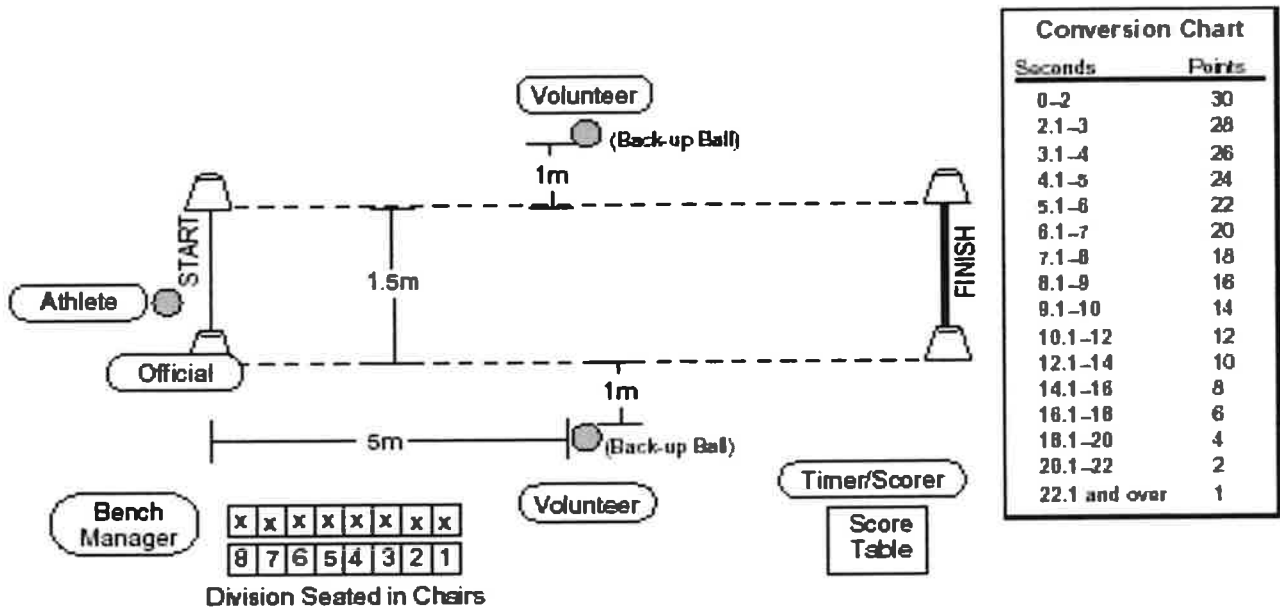 Volunteer
(Back-up Ball)
1m
START
1.5m
FINISH
Athlete
Official
1m
5m
(Back-up Ball)
Volunteer
Timer/Scorer
Score
Table
Bench
Manager
x x x x x x x x
8 7 6 5 4 3 2 1
Division Seated in Chairs
Conversion Chart
Seconds Points
0–2 30
2.1–3 28
3.1–4 26
4.1–5 24
5.1–6 22
6.1–7 20
7.1–8 18
8.1–9 16
9.1–10 14
10.1–12 12
12.1–14 10
14.1–16 8
16.1–18 6
18.1–20 4
20.1–22 2
22.1 and over 1